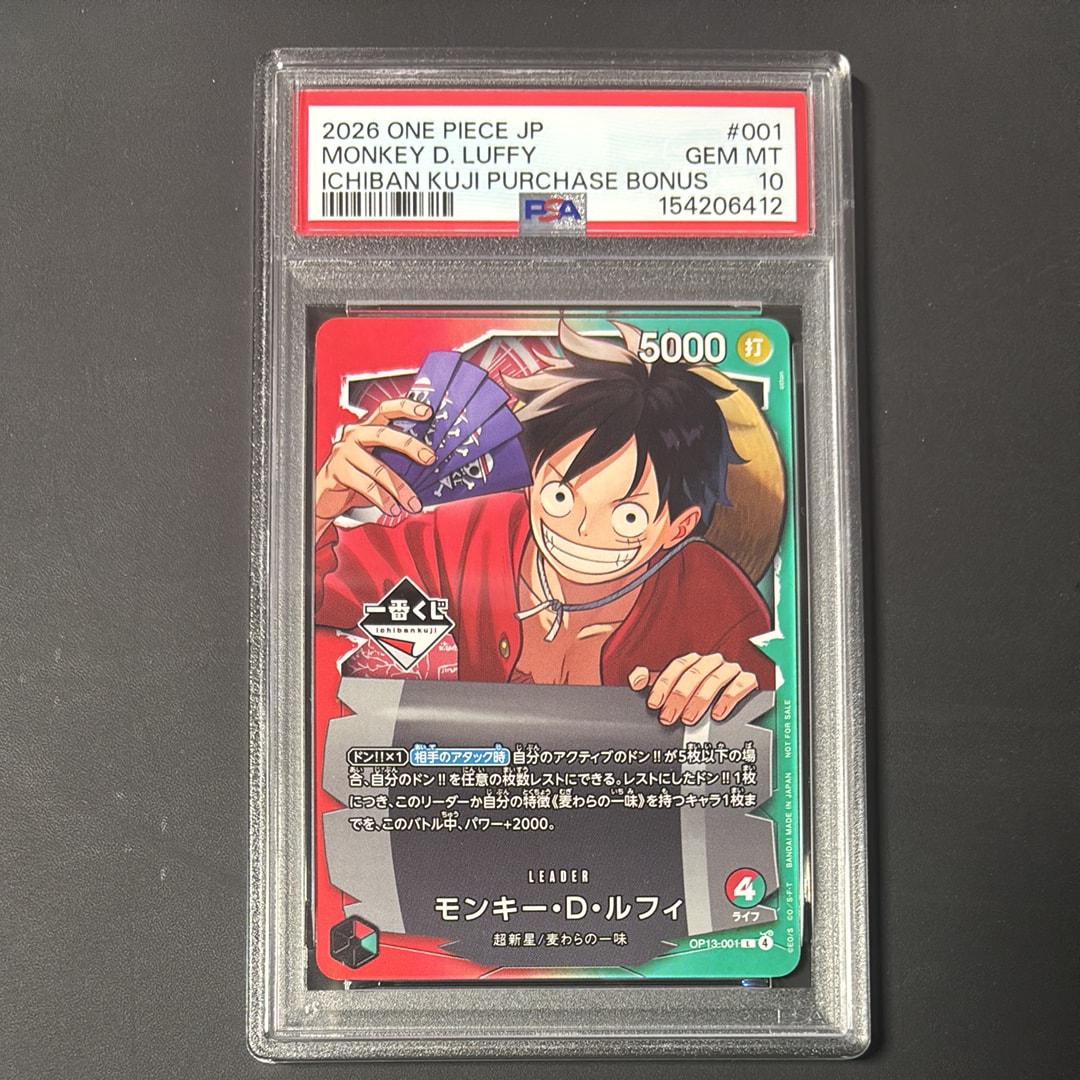 2026 ONE PIECE JP #001
MONKEY D. LUFFY GEM MT
ICHIBAN KUJI PURCHASE BONUS 10
PSA 154206412
5000 打
一番くじ
ichibankuji
ドン!!×1 相手のアタック時 自分のアクティブのドン!!が5枚以下の場
合、自分のドン!!を任意の枚数レストにできる。レストにしたドン!!1枚
につき、このリーダーか自分の特徴《麦わらの一味》を持つキャラ1枚ま
でを、このバトル中、パワー+2000。
LEADER
モンキー・D・ルフィ
超新星/麦わらの一味
4
ライフ
OP13-001 L 4
©EO/S ©O/S・F・T BANDAI MADE IN JAPAN NOT FOR SALE